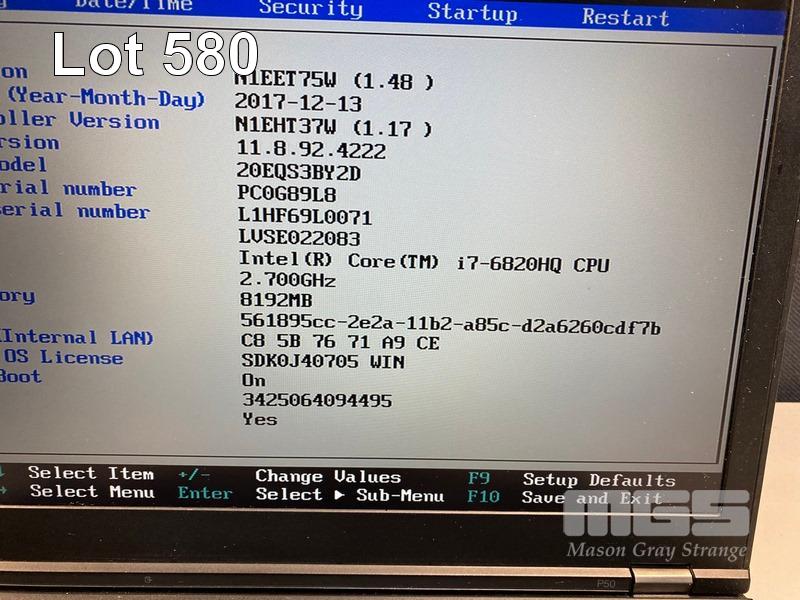 Date/Time Security Startup Restart
Lot 580
on N1EET75W (1.48 )
(Year-Month-Day) 2017-12-13
oller Version N1EHT37W (1.17 )
rsion 11.8.92.4222
odel 20EQS3BY2D
rial number PC0G89L8
serial number L1HF69L0071
LVSE022083
Intel(R) Core(TM) i7-6820HQ CPU
2.700GHz
ory 8192MB
561895cc-2e2a-11b2-a85c-d2a6260cdf7b
(Internal LAN) C8 5B 76 71 A9 CE
OS License SDK0J40705 WIN
Boot On
3425064094495
Yes
Select Item +/- Change Values F9 Setup Defaults
Select Menu Enter Select ▶ Sub-Menu F10 Save and Exit
MGS
Mason Gray Strange
P50